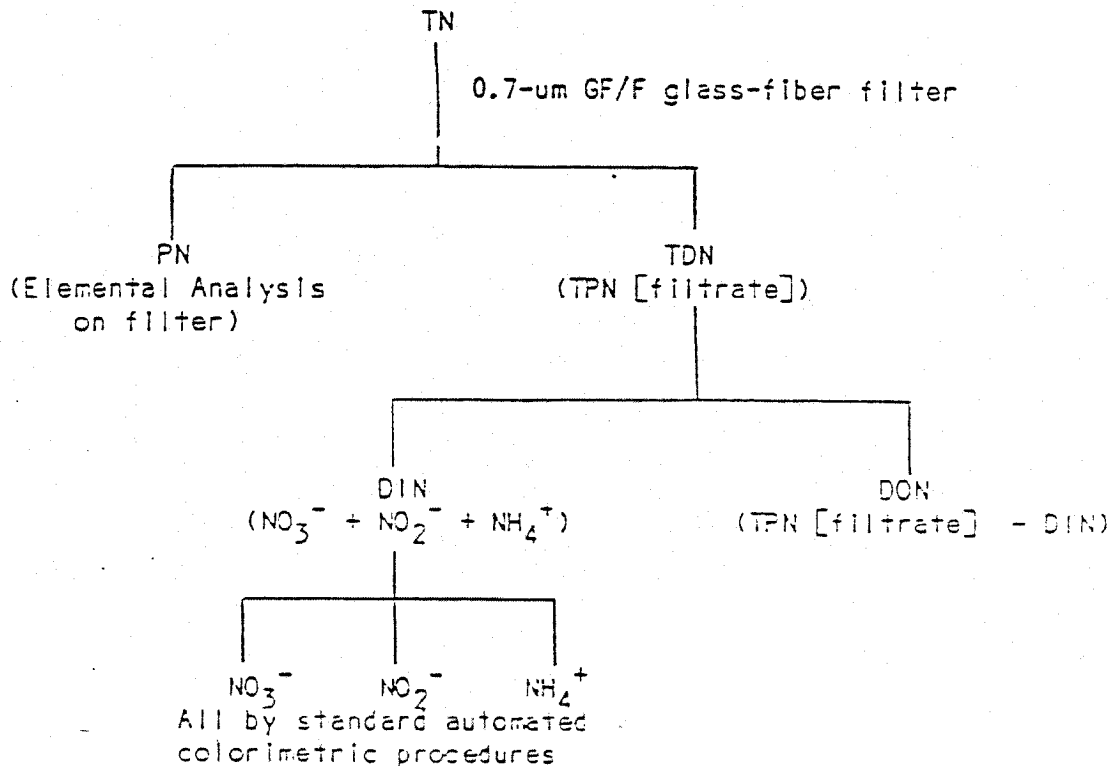 TN
0.7-um GF/F glass-fiber filter
PN
(Elemental Analysis
on filter)
TDN
(TPN [filtrate])
DIN
(NO₃⁻ + NO₂⁻ + NH₄⁺)
DON
(TPN [filtrate] - DIN)
NO₃⁻ NO₂⁻ NH₄⁺
All by standard automated
colorimetric procedures